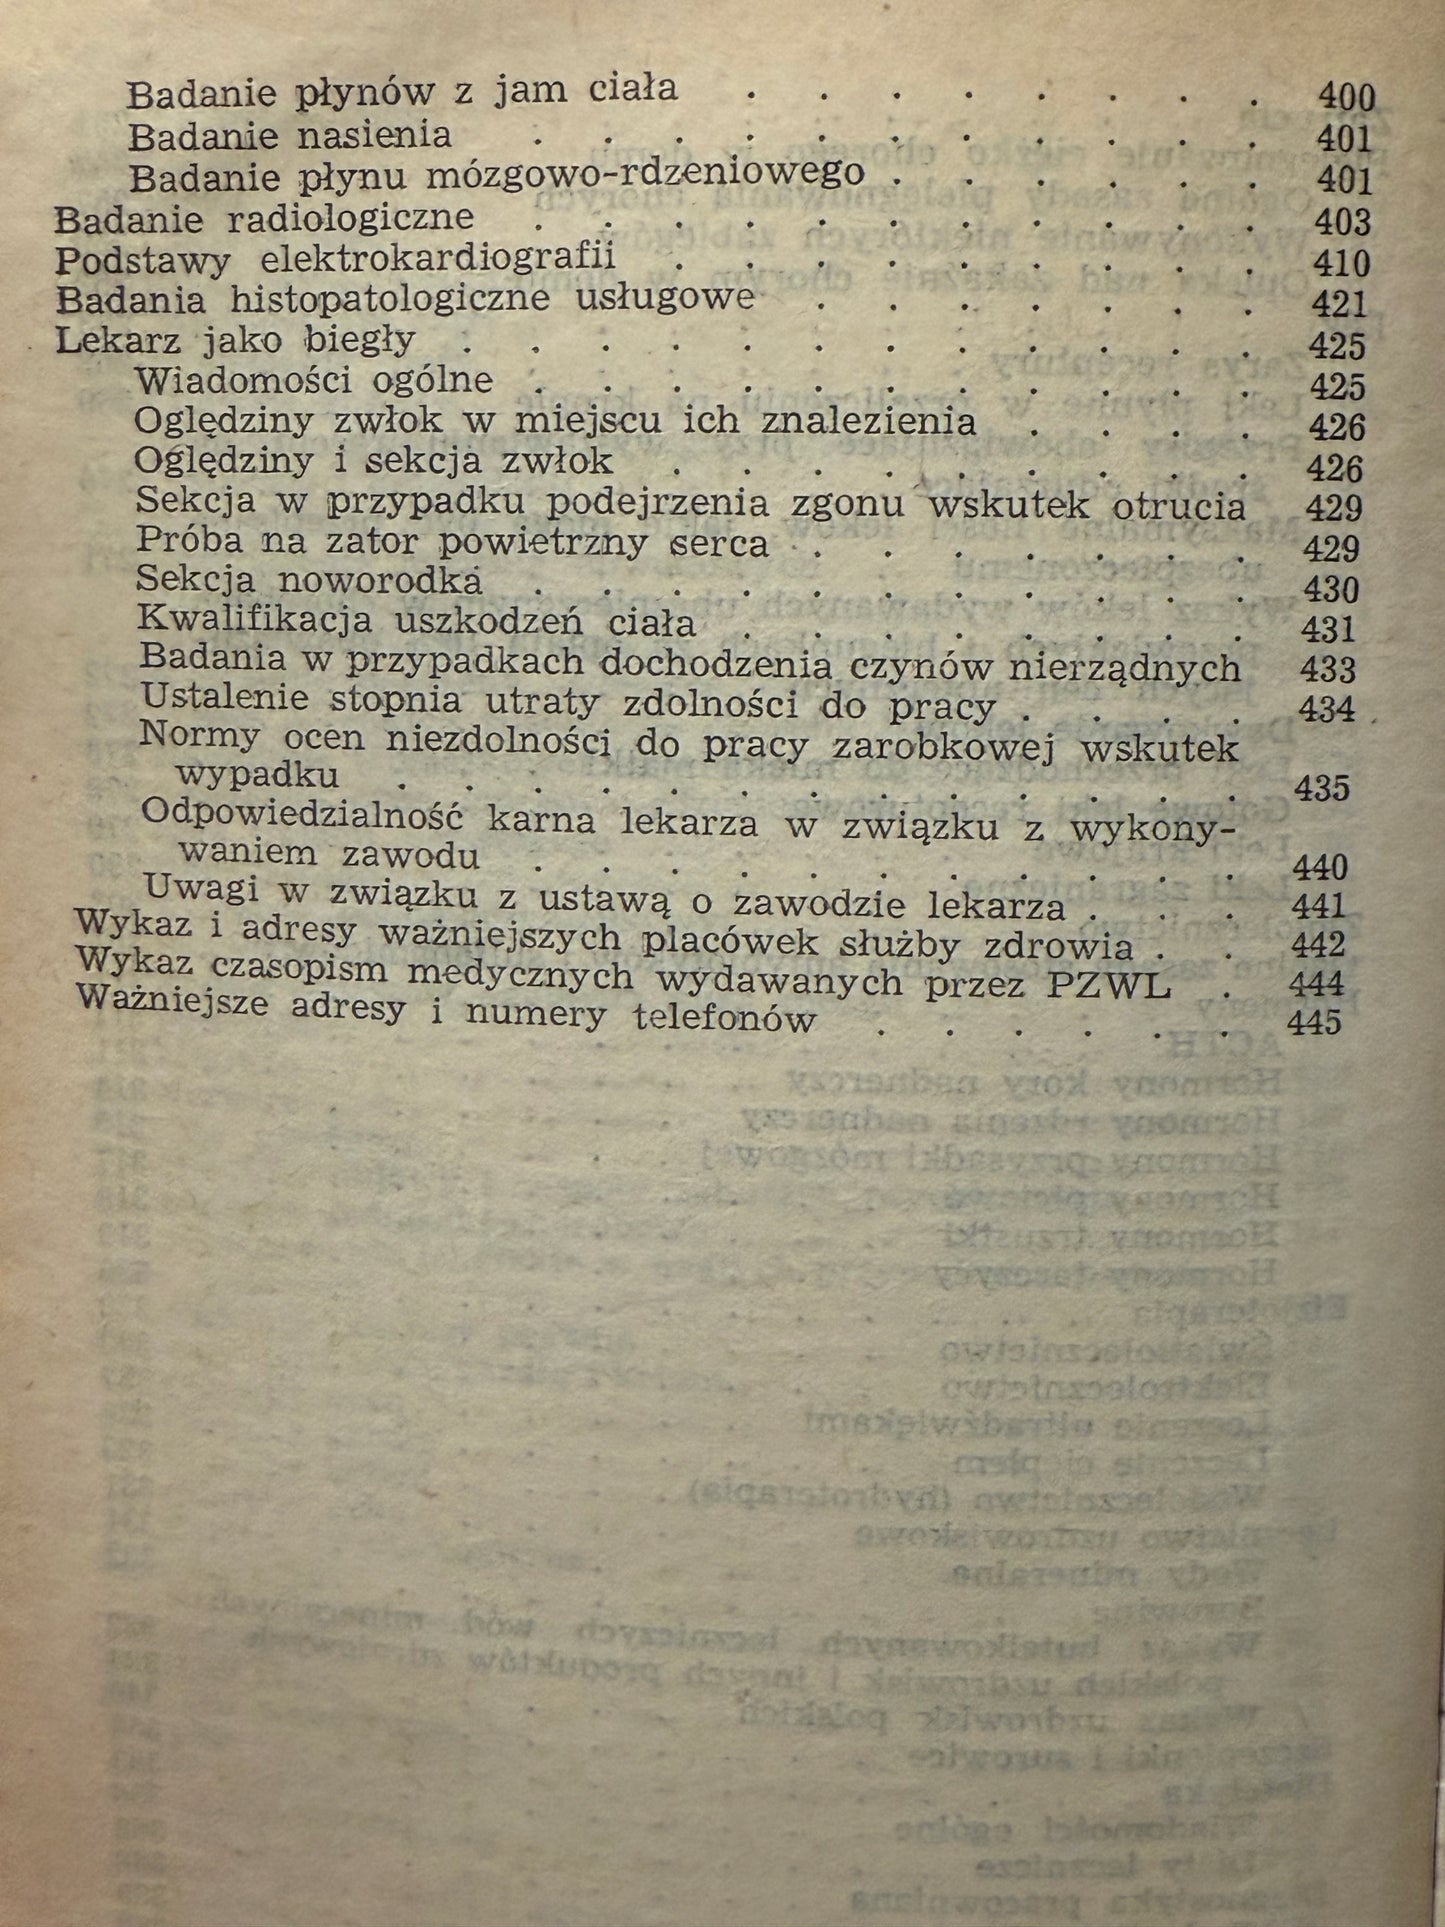 Badanie płynów z jam ciała . . . . . . . . 400
Badanie nasienia . . . . . . . . . . . 401
Badanie płynu mózgowo-rdzeniowego . . . . . . 401
Badanie radiologiczne . . . . . . . . . . . 403
Podstawy elektrokardiografii . . . . . . . . . 410
Badania histopatologiczne usługowe . . . . . . . 421
Lekarz jako biegły . . . . . . . . . . . . 425
Wiadomości ogólne . . . . . . . . . . . 425
Oględziny zwłok w miejscu ich znalezienia . . . . 426
Oględziny i sekcja zwłok . . . . . . . . . 426
Sekcja w przypadku podejrzenia zgonu wskutek otrucia 429
Próba na zator powietrzny serca . . . . . . . 429
Sekcja noworodka . . . . . . . . . . . 430
Kwalifikacja uszkodzeń ciała . . . . . . . . 431
Badania w przypadkach dochodzenia czynów nierządnych 433
Ustalenie stopnia utraty zdolności do pracy . . . . 434
Normy ocen niezdolności do pracy zarobkowej wskutek
wypadku . . . . . . . . . . . . . 435
Odpowiedzialność karna lekarza w związku z wykony-
waniem zawodu . . . . . . . . . . . 440
Uwagi w związku z ustawą o zawodzie lekarza . . . 441
Wykaz i adresy ważniejszych placówek służby zdrowia . . 442
Wykaz czasopism medycznych wydawanych przez PZWL . 444
Ważniejsze adresy i numery telefonów . . . . . . 445